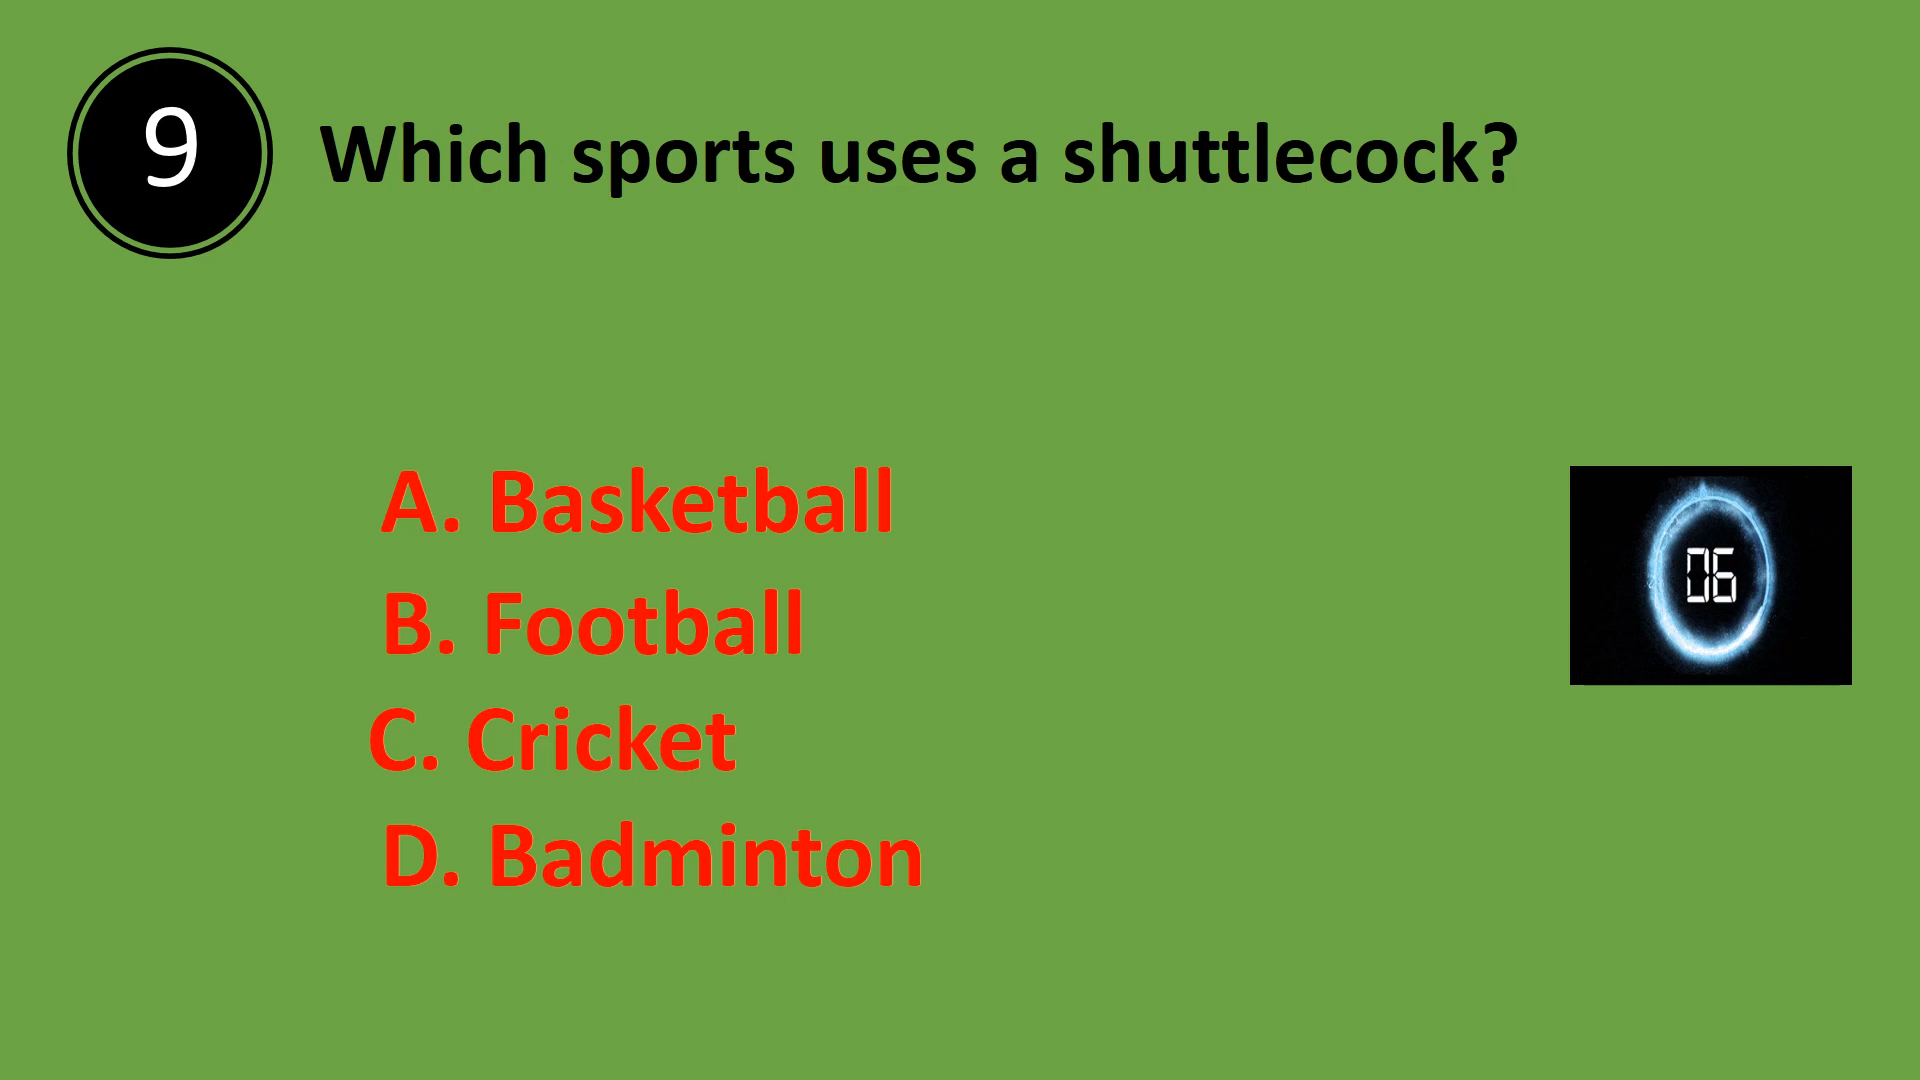 9
Which sports uses a shuttlecock?
A. Basketball
B. Football
06
C. Cricket
D. Badminton